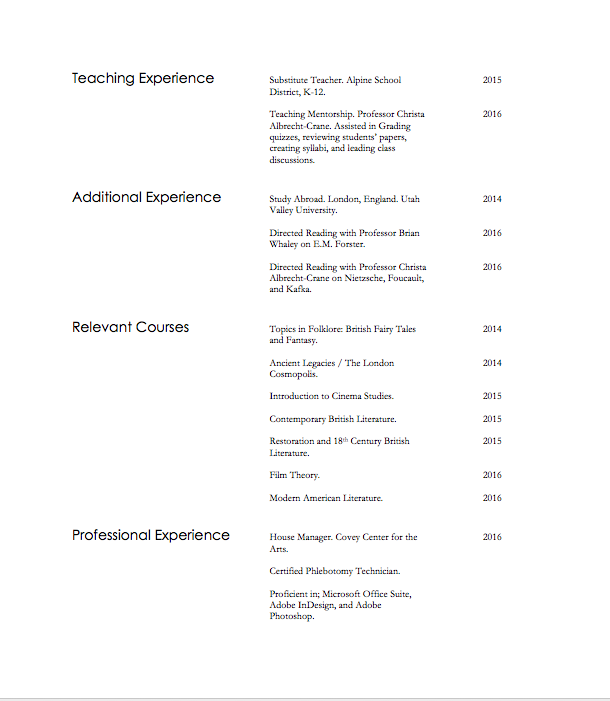 Teaching Experience Substitute Teacher. Alpine School 2015
District, K-12.
Teaching Mentorship. Professor Christa 2016
Albrecht-Crane. Assisted in Grading
quizzes, reviewing students' papers,
creating syllabi, and leading class
discussions.
Additional Experience Study Abroad. London, England. Utah 2014
Valley University.
Directed Reading with Professor Brian 2016
Whaley on E.M. Forster.
Directed Reading with Professor Christa 2016
Albrecht-Crane on Nietzsche, Foucault,
and Kafka.
Relevant Courses Topics in Folklore: British Fairy Tales 2014
and Fantasy.
Ancient Legacies / The London 2014
Cosmopolis.
Introduction to Cinema Studies. 2015
Contemporary British Literature. 2015
Restoration and 18th Century British 2015
Literature.
Film Theory. 2016
Modern American Literature. 2016
Professional Experience House Manager. Covey Center for the 2016
Arts.
Certified Phlebotomy Technician.
Proficient in; Microsoft Office Suite,
Adobe InDesign, and Adobe
Photoshop.